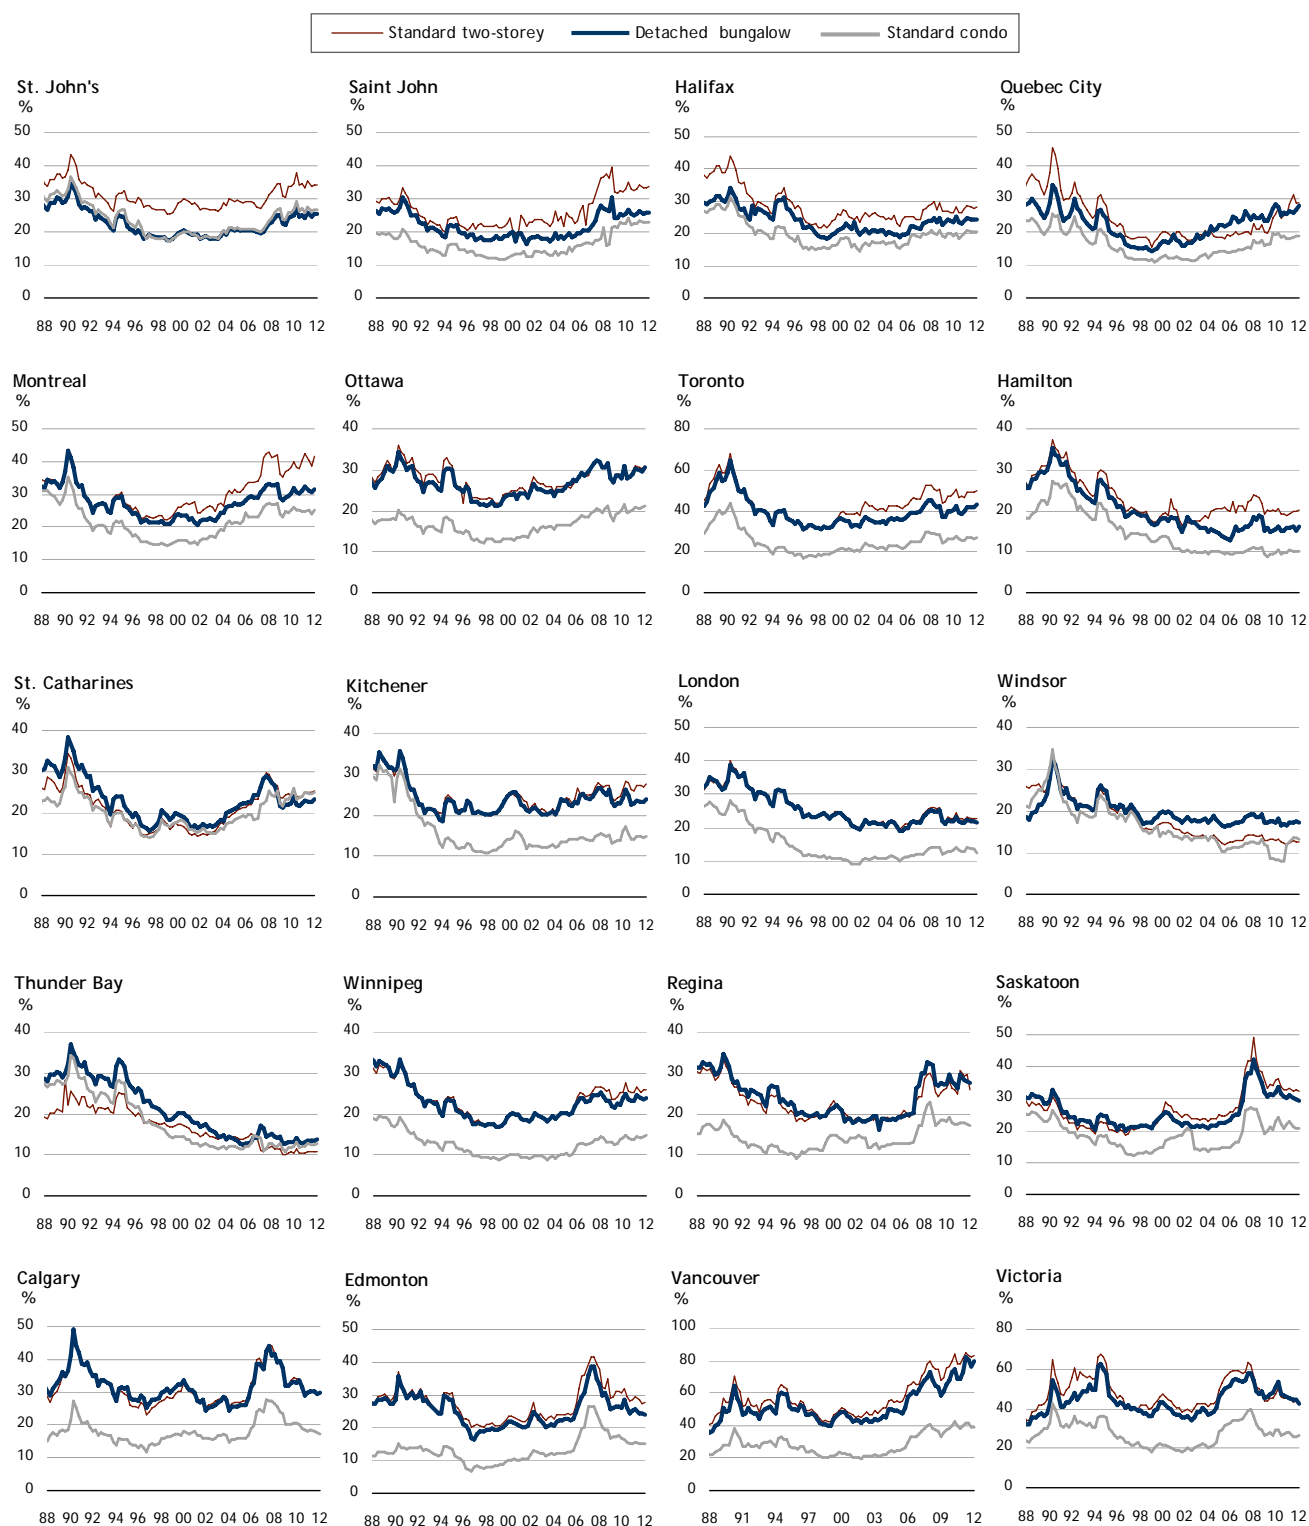 Standard two-storey Detached bungalow Standard condo
St. John's Saint John Halifax Quebec City
% % % %
50 50 50 50
40 40 40 40
30 30 30 30
20 20 20 20
10 10 10 10
0 0 0 0
88 90 92 94 96 98 00 02 04 06 08 10 12 88 90 92 94 96 98 00 02 04 06 08 10 12 88 90 92 94 96 98 00 02 04 06 08 10 12 88 90 92 94 96 98 00 02 04 06 08 10 12
Montreal Ottawa Toronto Hamilton
% % % %
50 40 80 40
40 30 60 30
30 20 40 20
20 10 20 10
10 0 0 0
0
88 90 92 94 96 98 00 02 04 06 08 10 12 88 90 92 94 96 98 00 02 04 06 08 10 12 88 90 92 94 96 98 00 02 04 06 08 10 12 88 90 92 94 96 98 00 02 04 06 08 10 12
St. Catharines Kitchener London Windsor
% % % %
40 40 50 40
30 30 40 30
20 20 30 20
10 10 20 10
0 0 10 0
0
88 90 92 94 96 98 00 02 04 06 08 10 12 88 90 92 94 96 98 00 02 04 06 08 10 12 88 90 92 94 96 98 00 02 04 06 08 10 12 88 90 92 94 96 98 00 02 04 06 08 10 12
Thunder Bay Winnipeg Regina Saskatoon
% % % %
40 40 40 50
30 30 30 40
20 20 20 30
10 10 10 20
0 0 0 10
0
88 90 92 94 96 98 00 02 04 06 08 10 12 88 90 92 94 96 98 00 02 04 06 08 10 12 88 90 92 94 96 98 00 02 04 06 08 10 12 88 90 92 94 96 98 00 02 04 06 08 10 12
Calgary Edmonton Vancouver Victoria
% % % %
50 50 100 80
40 40 80 60
30 30 60 40
20 20 40 20
10 10 20 0
0 0 0
88 90 92 94 96 98 00 02 04 06 08 10 12 88 90 92 94 96 98 00 02 04 06 08 10 12 88 91 94 97 00 03 06 09 12 88 90 92 94 96 98 00 02 04 06 08 10 12